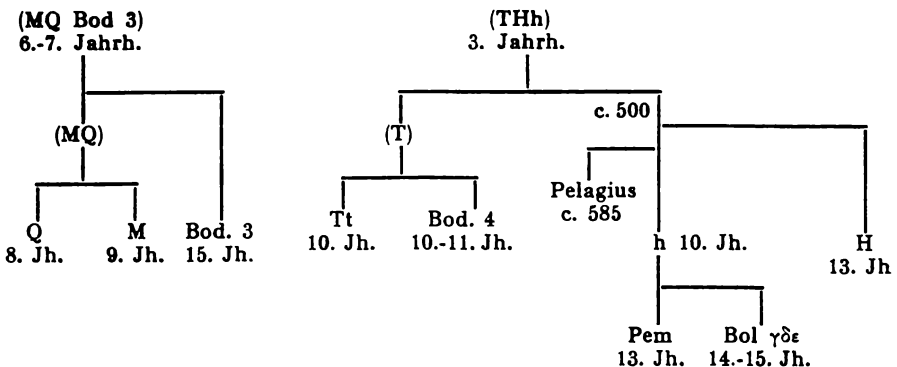 (MQ Bod 3)
6.-7. Jahrh.
(THh)
3. Jahrh.
c. 500
(MQ)
(T)
Pelagius
c. 585
Q
8. Jh.
M
9. Jh.
Bod. 3
15. Jh.
Tt
10. Jh.
Bod. 4
10.-11. Jh.
h 10. Jh.
H
13. Jh
Pem
13. Jh.
Bol γδε
14.-15. Jh.